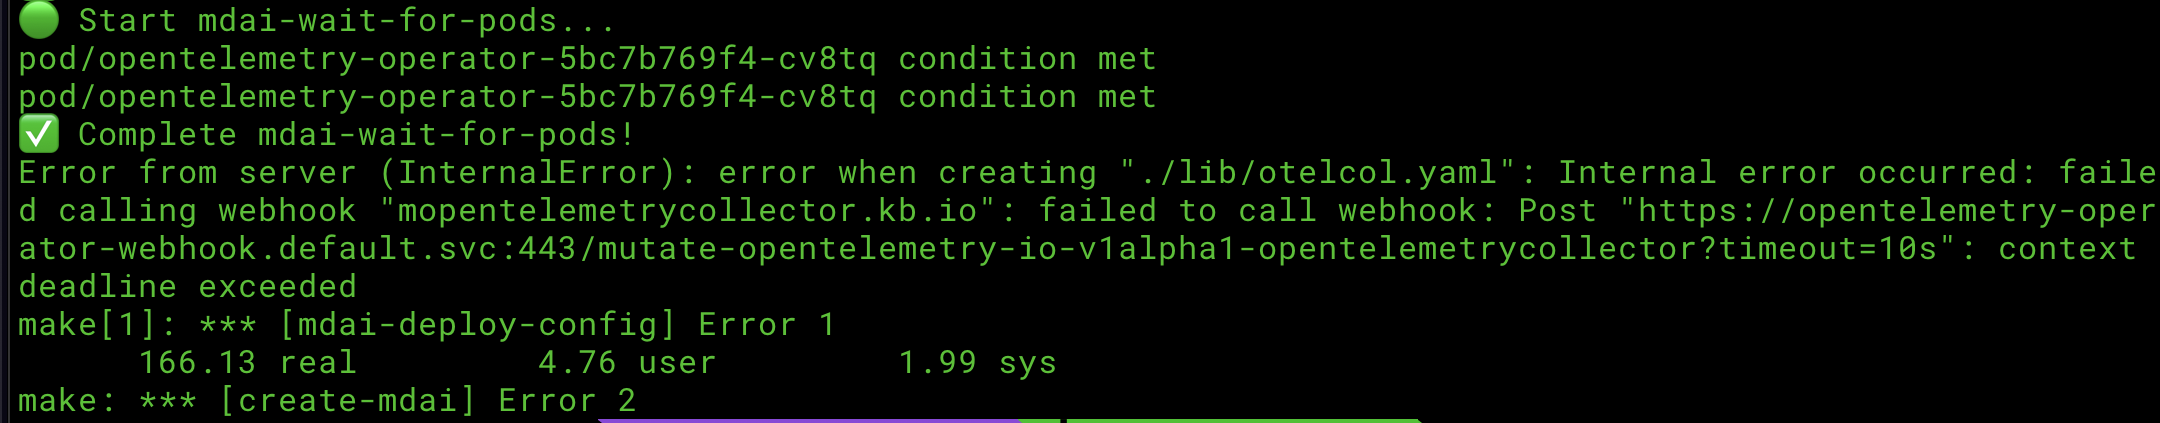 🟢 Start mdai-wait-for-pods...
pod/opentelemetry-operator-5bc7b769f4-cv8tq condition met
pod/opentelemetry-operator-5bc7b769f4-cv8tq condition met
✅ Complete mdai-wait-for-pods!
Error from server (InternalError): error when creating "./lib/otelcol.yaml": Internal error occurred: faile
d calling webhook "mopentelemetrycollector.kb.io": failed to call webhook: Post "https://opentelemetry-oper
ator-webhook.default.svc:443/mutate-opentelemetry-io-v1alpha1-opentelemetrycollector?timeout=10s": context
deadline exceeded
make[1]: *** [mdai-deploy-config] Error 1
      166.13 real         4.76 user         1.99 sys
make: *** [create-mdai] Error 2